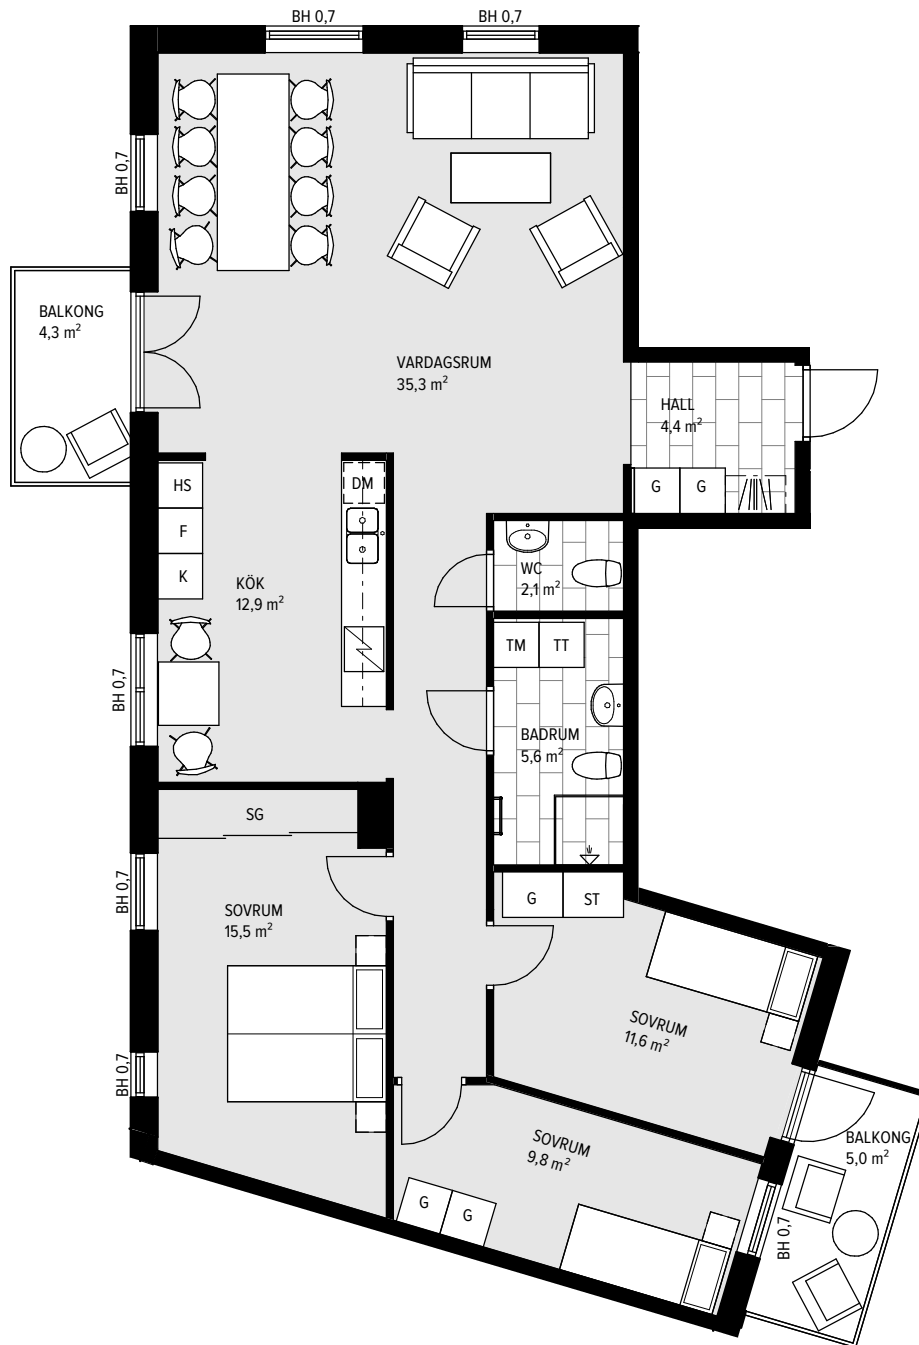 BH 0,7
BH 0,7
BH 0,7
BALKONG
4,3 m²
VARDAGSRUM
35,3 m²
HALL
4,4 m²
G
G
HS
F
K
DM
KÖK
12,9 m²
WC
2,1 m²
TM
TT
BH 0,7
BADRUM
5,6 m²
SG
BH 0,7
SOVRUM
15,5 m²
G
ST
SOVRUM
11,6 m²
BH 0,7
SOVRUM
9,8 m²
BALKONG
5,0 m²
G
G
BH 0,7